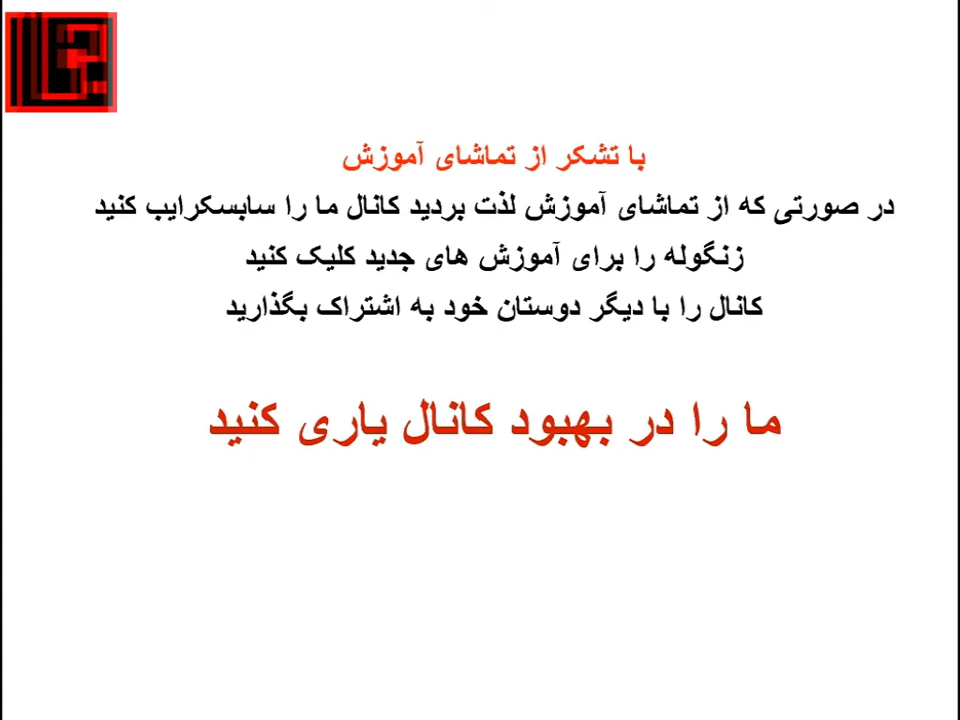 با تشکر از تماشای آموزش
در صورتی که از تماشای آموزش لذت بردید کانال ما را سابسکرایب کنید
زنگوله را برای آموزش های جدید کلیک کنید
کانال را با دیگر دوستان خود به اشتراک بگذارید
ما را در بهبود کانال یاری کنید